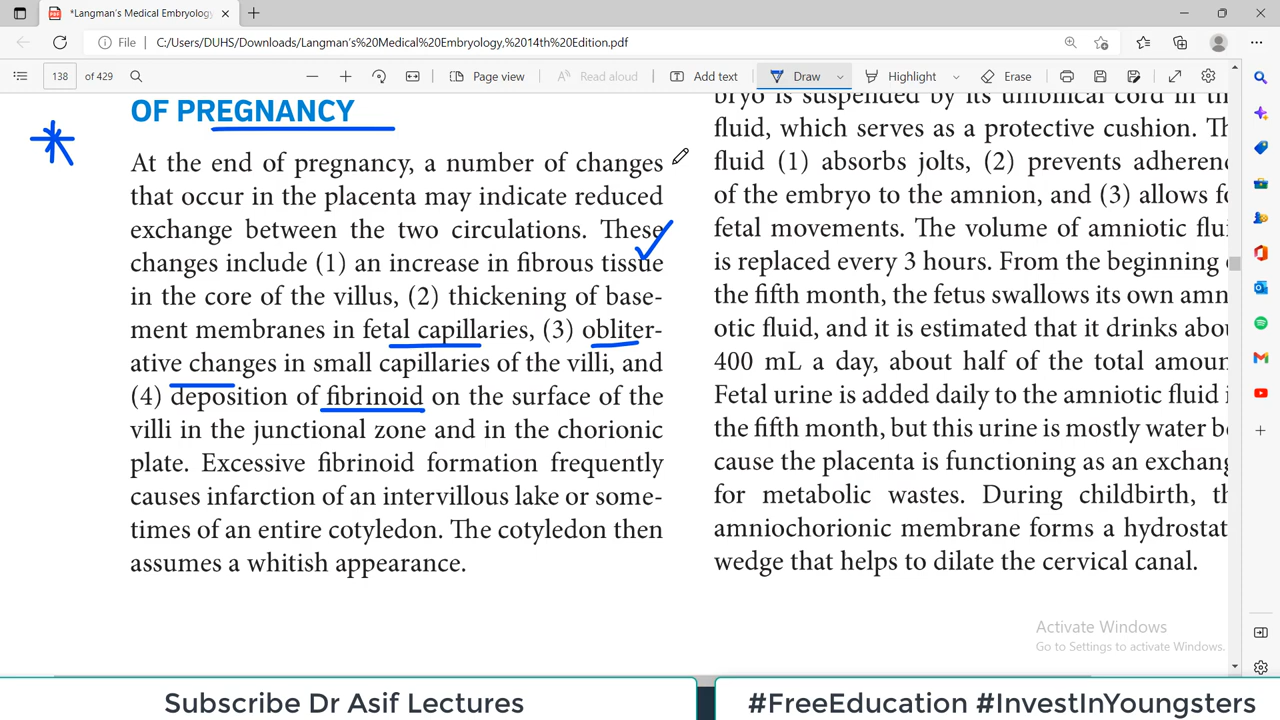 *Langman's Medical Embryology,
File
C:/Users/DUHS/Downloads/Langman's%20Medical%20Embryology,%2014th%20Edition.pdf
138 of 429
Page view
Read aloud
Add text
Draw
Highlight
Erase
OF PREGNANCY
At the end of pregnancy, a number of changes
that occur in the placenta may indicate reduced
exchange between the two circulations. These
changes include (1) an increase in fibrous tissue
in the core of the villus, (2) thickening of base-
ment membranes in fetal capillaries, (3) obliter-
ative changes in small capillaries of the villi, and
(4) deposition of fibrinoid on the surface of the
villi in the junctional zone and in the chorionic
plate. Excessive fibrinoid formation frequently
causes infarction of an intervillous lake or some-
times of an entire cotyledon. The cotyledon then
assumes a whitish appearance.
bryo is suspended by its umbilical cord in th
fluid, which serves as a protective cushion. Th
fluid (1) absorbs jolts, (2) prevents adherenc
of the embryo to the amnion, and (3) allows fo
fetal movements. The volume of amniotic flui
is replaced every 3 hours. From the beginning
the fifth month, the fetus swallows its own amn
otic fluid, and it is estimated that it drinks abou
400 mL a day, about half of the total amoun
Fetal urine is added daily to the amniotic fluid i
the fifth month, but this urine is mostly water be
cause the placenta is functioning as an exchang
for metabolic wastes. During childbirth, th
amniochorionic membrane forms a hydrostat
wedge that helps to dilate the cervical canal.
Activate Windows
Go to Settings to activate Windows.
Subscribe Dr Asif Lectures
#FreeEducation #InvestInYoungsters